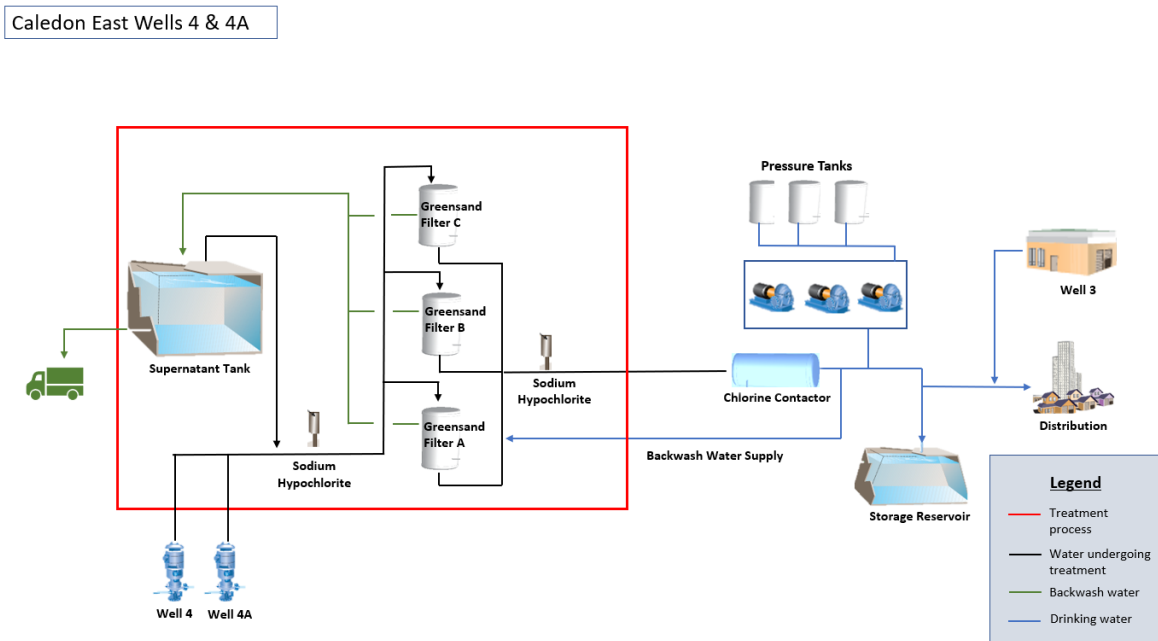 Caledon East Wells 4 & 4A
Pressure Tanks
Greensand
Filter C
Well 3
Greensand
Filter B
Supernatant Tank
Sodium
Hypochlorite
Chlorine Contactor
Greensand
Filter A
Distribution
Sodium
Hypochlorite
Backwash Water Supply
Storage Reservoir
Well 4
Well 4A
Legend
Treatment
process
Water undergoing
treatment
Backwash water
Drinking water